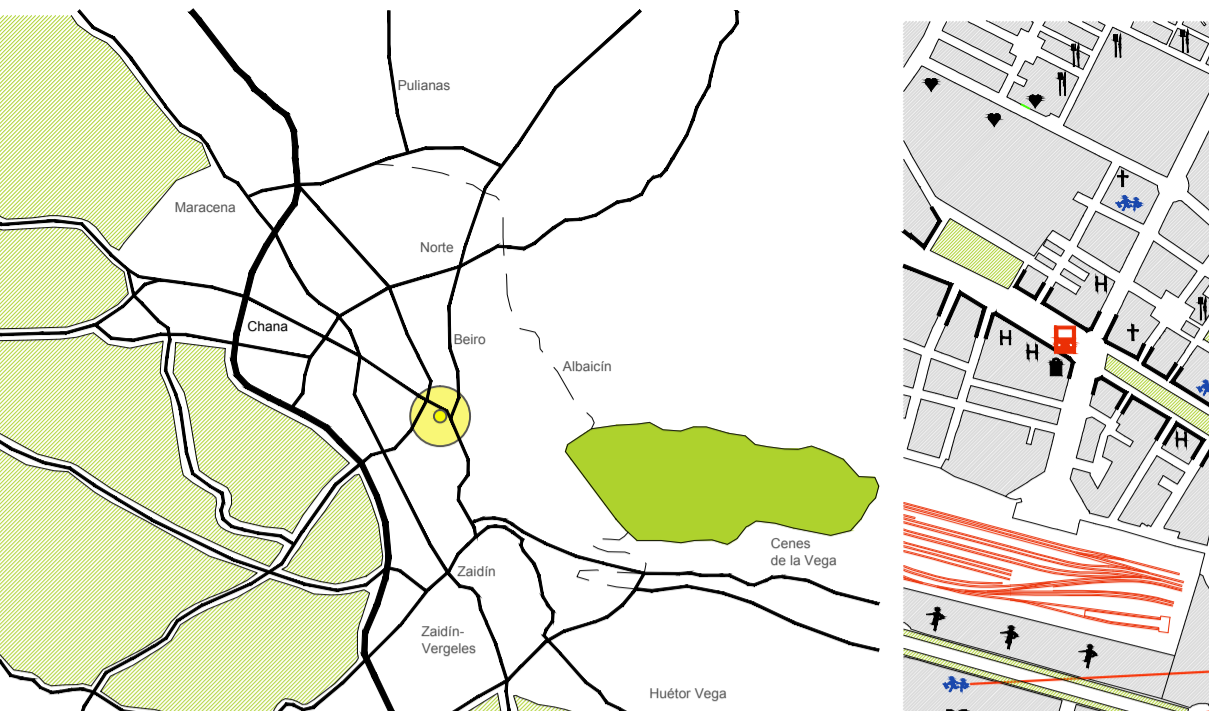 Pulianas
Maracena
Norte
Chana
Beiro
Albaicín
Cenes
de la Vega
Zaidín
Zaidín-
Vergeles
Huétor Vega